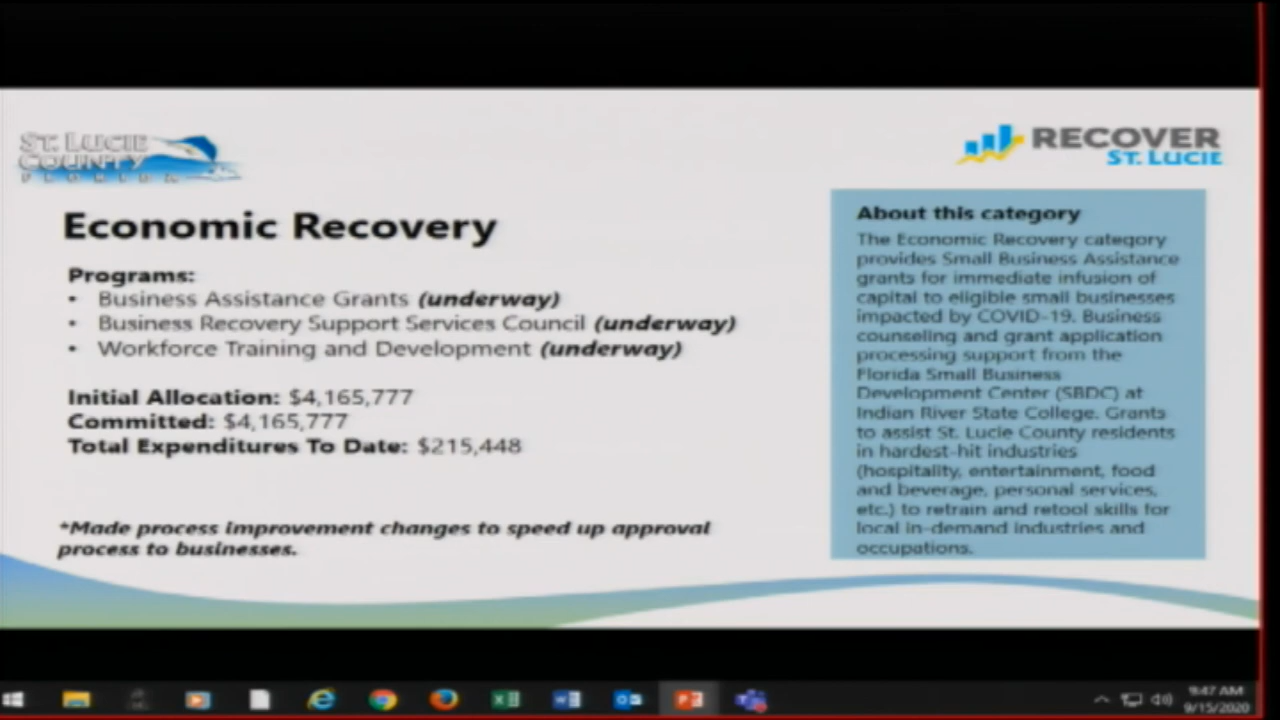 ST. LUCIE
COUNTY
FLORIDA
RECOVER
ST. LUCIE
Economic Recovery
Programs:
• Business Assistance Grants (underway)
• Business Recovery Support Services Council (underway)
• Workforce Training and Development (underway)
Initial Allocation: $4,165,777
Committed: $4,165,777
Total Expenditures To Date: $215,448
*Made process improvement changes to speed up approval
process to businesses.
About this category
The Economic Recovery category
provides Small Business Assistance
grants for immediate infusion of
capital to eligible small businesses
impacted by COVID-19. Business
counseling and grant application
processing support from the
Florida Small Business
Development Center (SBDC) at
Indian River State College. Grants
to assist St. Lucie County residents
in hardest-hit industries
(hospitality, entertainment, food
and beverage, personal services,
etc.) to retrain and retool skills for
local in-demand industries and
occupations.
9:47 AM
9/15/2020